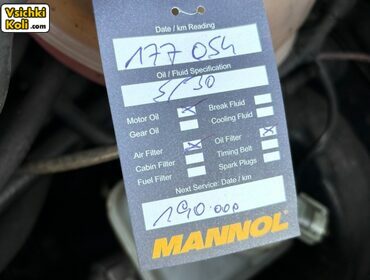 Vsichki
Koli.com
Date / km Reading
177 054
Oil / Fluid Specification
5/30
Motor Oil
Break Fluid
Gear Oil
Cooling Fluid
Air Filter
Oil Filter
Cabin Filter
Timing Belt
Fuel Filter
Spark Plugs
Next Service: Date / km
190.000
MANNOL